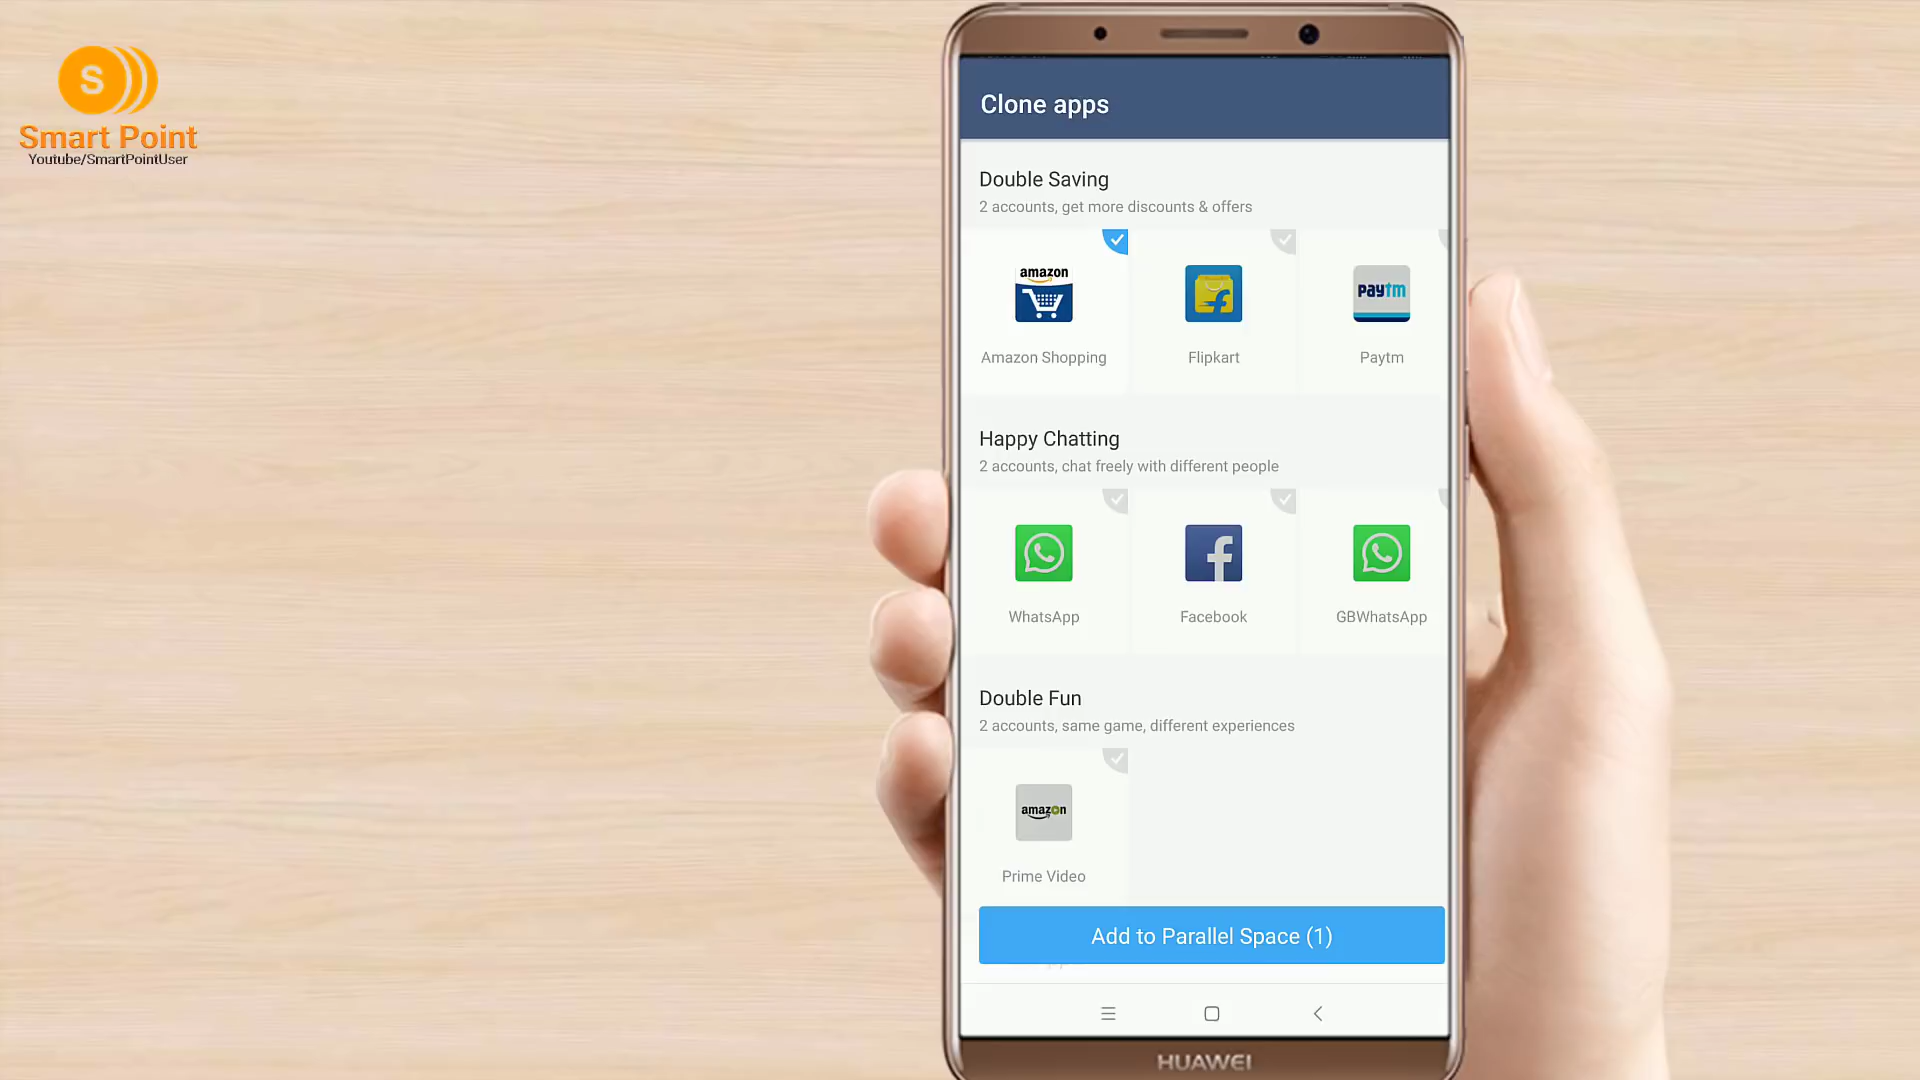 S
Smart Point
Youtube/SmartPointUser
Clone apps
Double Saving
2 accounts, get more discounts & offers
amazon
paytm
Amazon Shopping
Flipkart
Paytm
Happy Chatting
2 accounts, chat freely with different people
WhatsApp
Facebook
GBWhatsApp
Double Fun
2 accounts, same game, different experiences
amazon
Prime Video
Add to Parallel Space (1)
HUAWEI